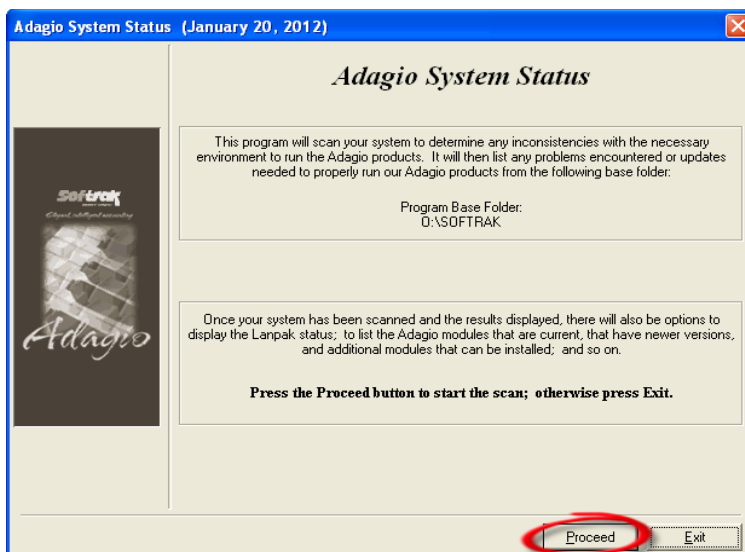 Adagio System Status (January 20, 2012)
Adagio System Status
This program will scan your system to determine any inconsistencies with the necessary
environment to run the Adagio products. It will then list any problems encountered or updates
needed to properly run our Adagio products from the following base folder:
Program Base Folder:
O:\SOFTRAK
Softrak
Adagio
Once your system has been scanned and the results displayed, there will also be options to
display the Lanpak status; to list the Adagio modules that are current, that have newer versions,
and additional modules that can be installed; and so on.
Press the Proceed button to start the scan; otherwise press Exit.
Proceed
Exit